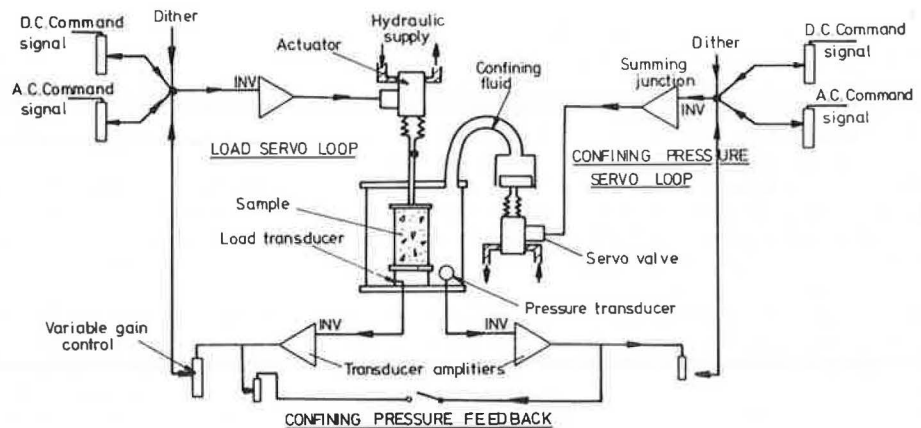 Dither
D.C.Command
signal
A.C.Command
signal
INV
Actuator
Hydraulic
supply
Confining
fluid
Dither
Summing
junction
INV
D.C.Command
signal
A.C.Command
signal
LOAD SERVO LOOP
CONFINING PRESSURE
SERVO LOOP
Sample
Load transducer
Servo valve
Pressure transducer
Variable gain
control
INV
INV
Transducer amplitiers
CONFINING PRESSURE FEEDBACK